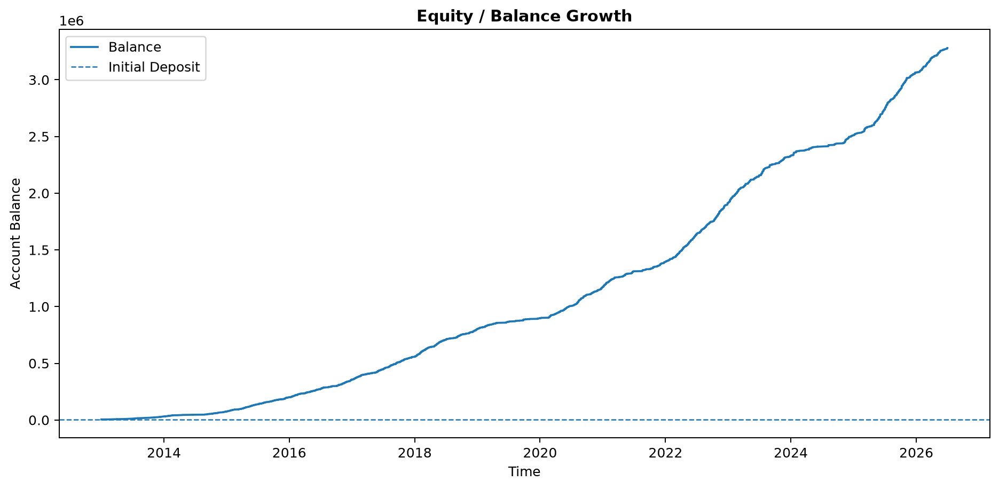 Equity / Balance Growth
1e6
Balance
Initial Deposit
3.0
2.5
2.0
1.5
1.0
0.5
0.0
Account Balance
2014 2016 2018 2020 2022 2024 2026
Time